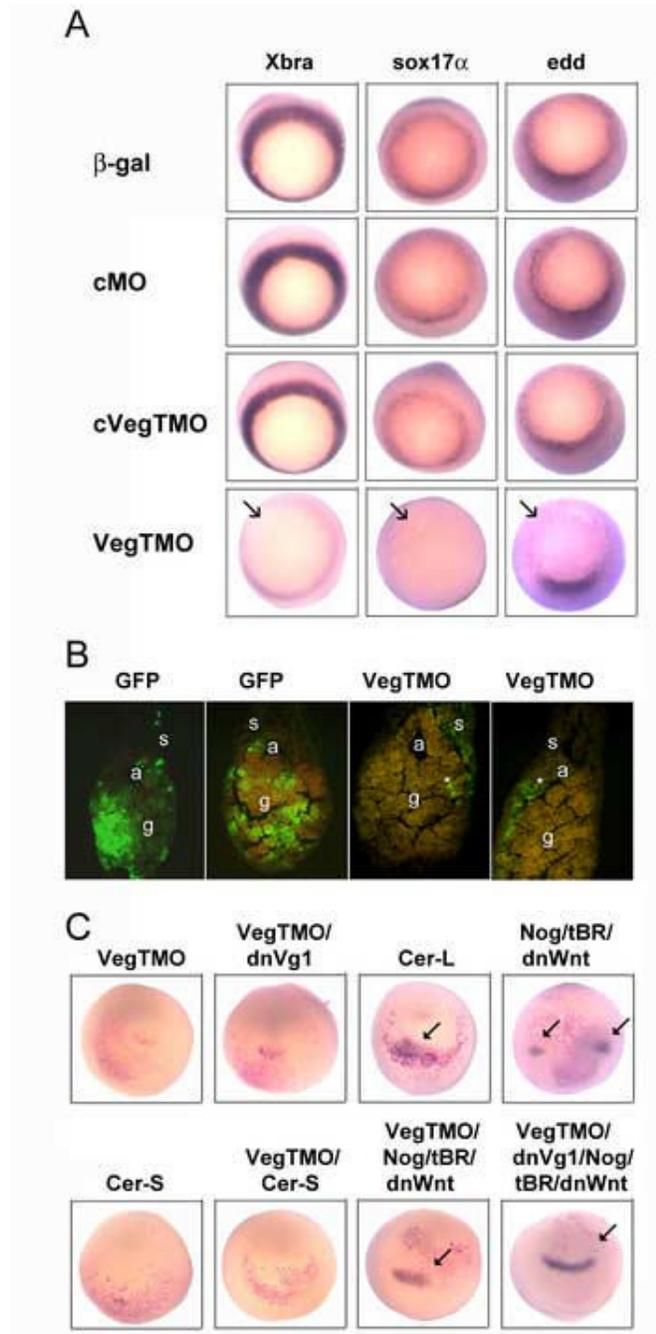 A
Xbra sox17α edd
β-gal
cMO
cVegTMO
VegTMO
B
GFP GFP VegTMO VegTMO
s s s s
a a a a
g g g g
* *
C
VegTMO VegTMO/ dnVg1 Cer-L Nog/tBR/ dnWnt
Cer-S VegTMO/ Cer-S VegTMO/ Nog/tBR/ dnWnt VegTMO/ dnVg1/Nog/ tBR/dnWnt